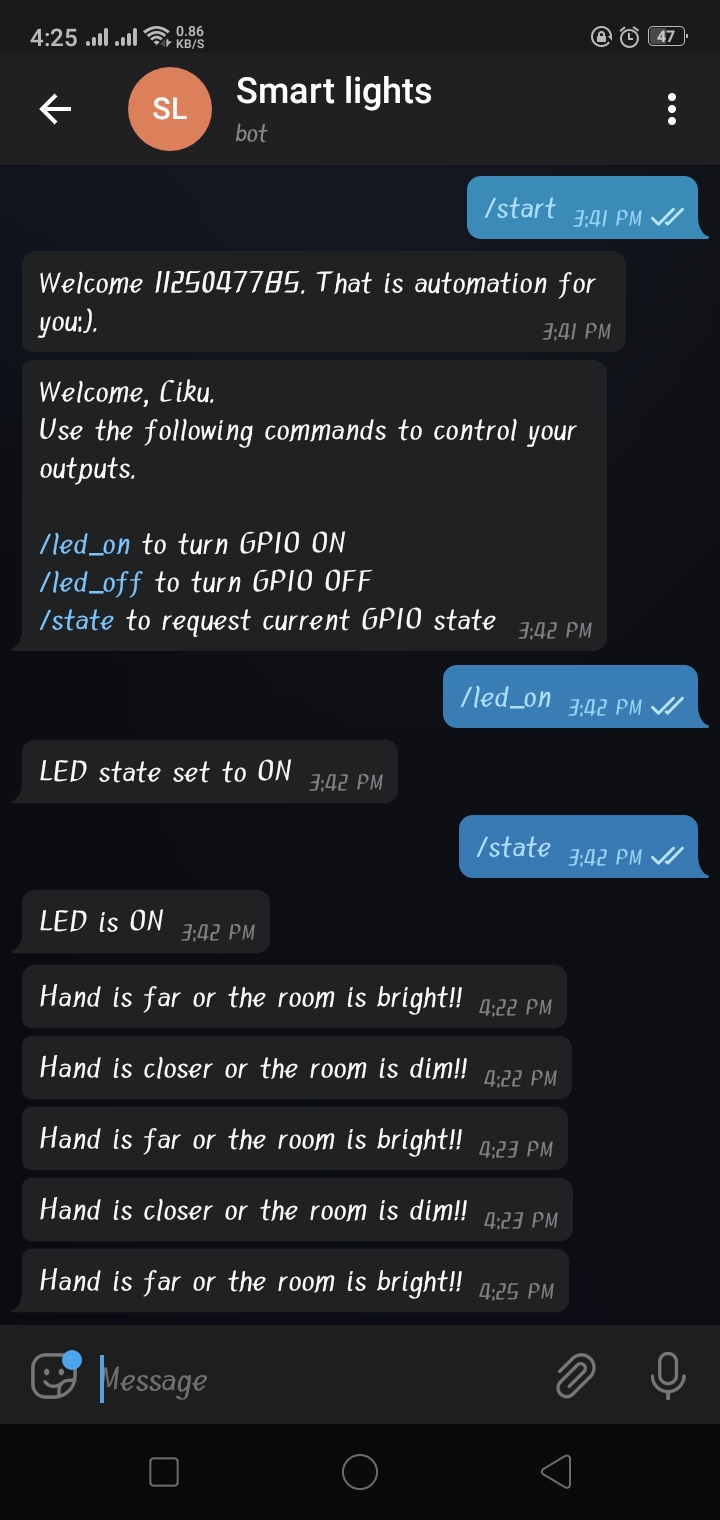 4:25 0.86 KB/S 47
SL Smart lights
bot
/start 3:41 PM
Welcome 1125047785. That is automation for
you:). 3:41 PM
Welcome, Ciku.
Use the following commands to control your
outputs.
/led_on to turn GPIO ON
/led_off to turn GPIO OFF
/state to request current GPIO state 3:42 PM
/led_on 3:42 PM
LED state set to ON 3:42 PM
/state 3:42 PM
LED is ON 3:42 PM
Hand is far or the room is bright!! 4:22 PM
Hand is closer or the room is dim!! 4:22 PM
Hand is far or the room is bright!! 4:23 PM
Hand is closer or the room is dim!! 4:23 PM
Hand is far or the room is bright!! 4:25 PM
Message